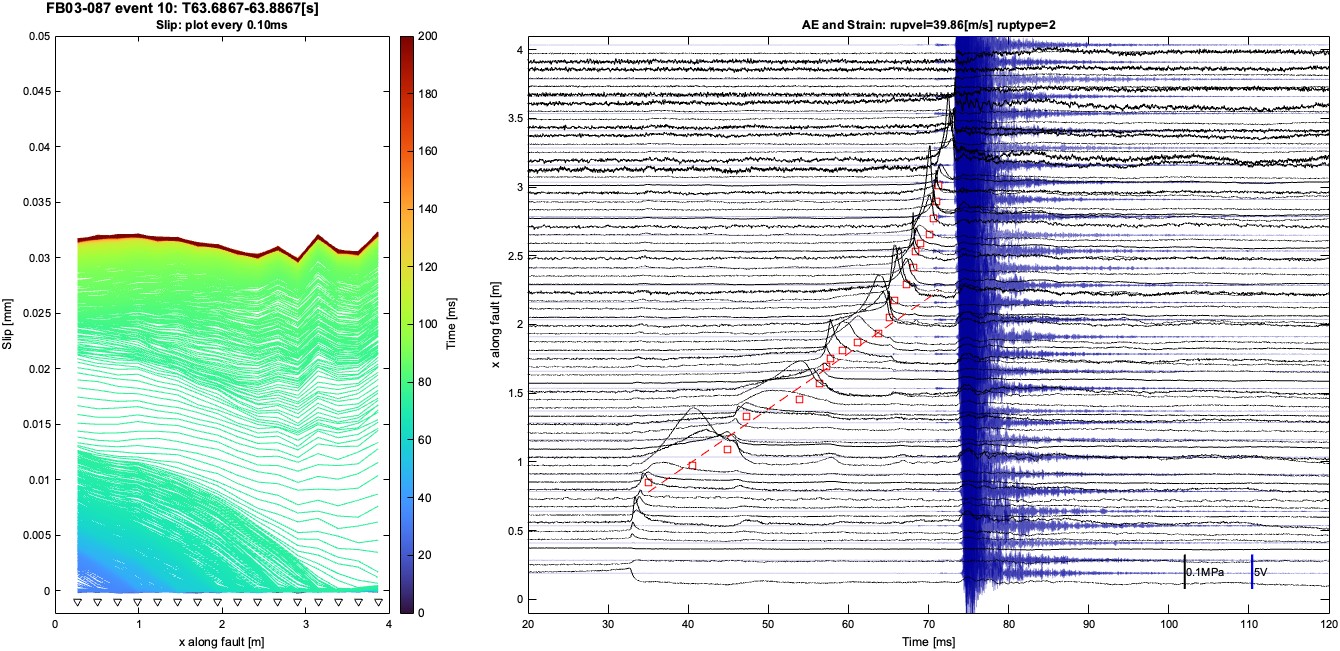 FB03-087 event 10: T63.6867-63.8867[s]
Slip: plot every 0.10ms
0.05
0.045
0.04
0.035
0.03
0.025
0.02
0.015
0.01
0.005
0
Slip [mm]
0 1 2 3 4
x along fault [m]
200
180
160
140
120
100
80
60
40
20
0
Time [ms]
AE and Strain: rupvel=39.86[m/s] ruptype=2
4
3.5
3
2.5
2
1.5
1
0.5
0
x along fault [m]
0.1MPa 5V
20 30 40 50 60 70 80 90 100 110 120
Time [ms]